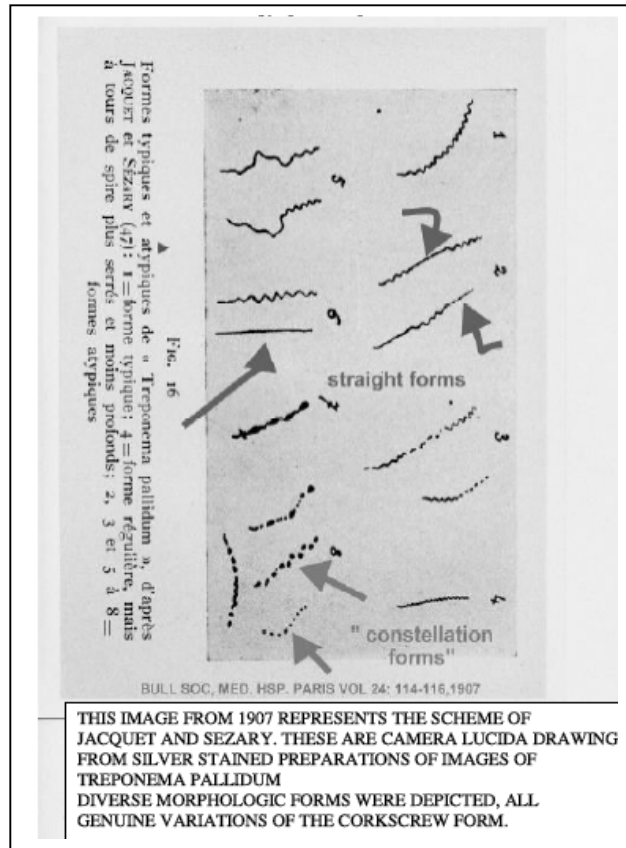 Formes typiques et atypiques de « Treponema pallidum », d'après
JACQUET et SÉZARY (47): 1 = forme typique; 4 = forme régulière, mais
à tours de spire plus serrés et moins profonds; 2, 3 et 5 à 8 =
formes atypiques
FIG. 16
1
2
3
4
5
6
7
8
straight forms
" constellation
forms"
BULL SOC, MED. HSP. PARIS VOL 24: 114-116,1907
THIS IMAGE FROM 1907 REPRESENTS THE SCHEME OF
JACQUET AND SEZARY. THESE ARE CAMERA LUCIDA DRAWING
FROM SILVER STAINED PREPARATIONS OF IMAGES OF
TREPONEMA PALLIDUM
DIVERSE MORPHOLOGIC FORMS WERE DEPICTED, ALL
GENUINE VARIATIONS OF THE CORKSCREW FORM.